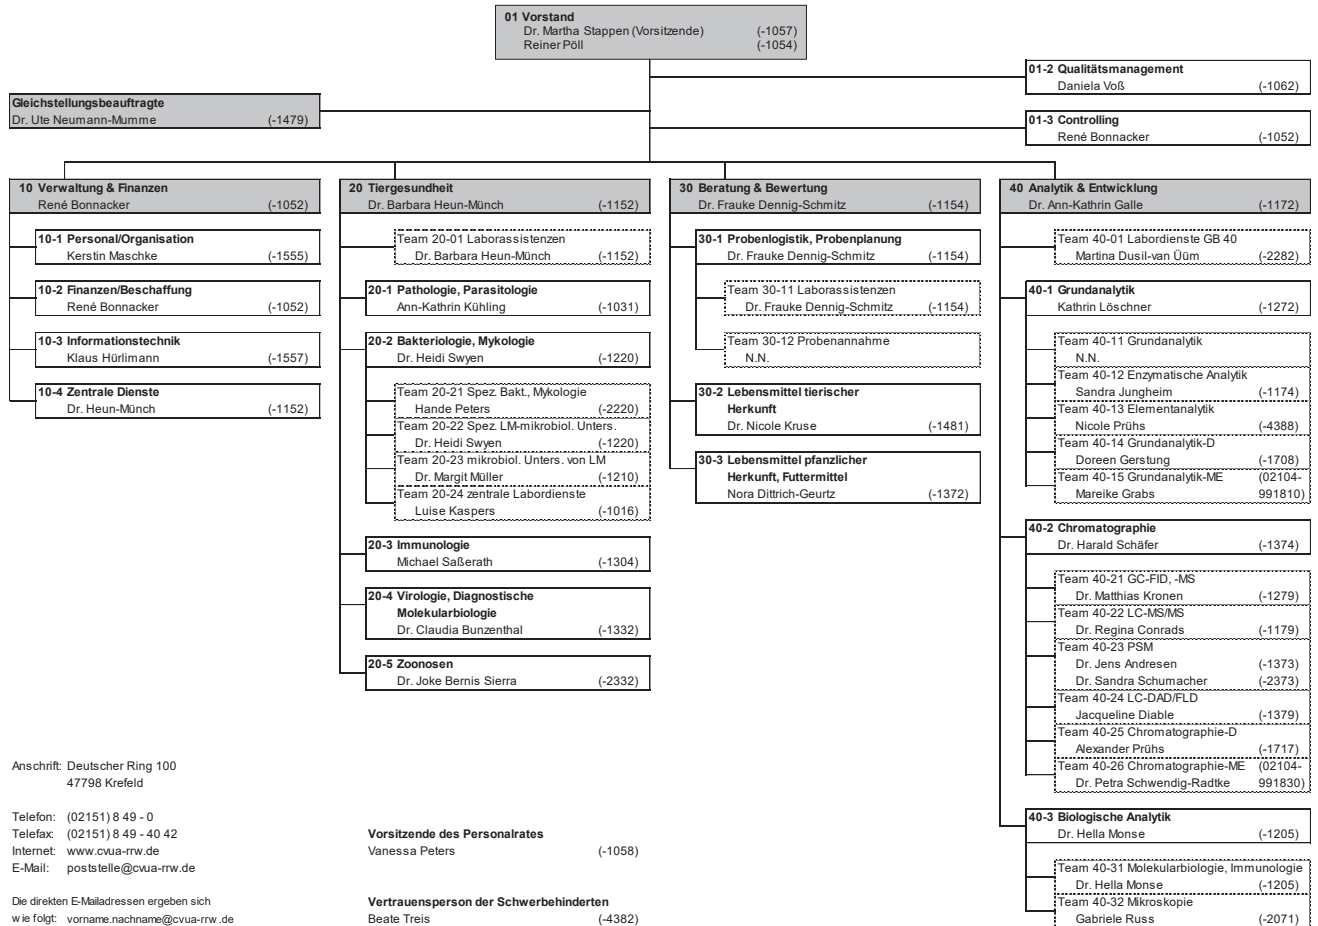 01 Vorstand
Dr. Martha Stappen (Vorsitzende) (-1057)
Reiner Pöll (-1054)
01-2 Qualitätsmanagement
Daniela Voß (-1062)
Gleichstellungsbeauftragte
Dr. Ute Neumann-Mumme (-1479)
01-3 Controlling
René Bonnacker (-1052)
10 Verwaltung & Finanzen
René Bonnacker (-1052)
10-1 Personal/Organisation
Kerstin Maschke (-1555)
10-2 Finanzen/Beschaffung
René Bonnacker (-1052)
10-3 Informationstechnik
Klaus Hürlimann (-1557)
10-4 Zentrale Dienste
Dr. Heun-Münch (-1152)
20 Tiergesundheit
Dr. Barbara Heun-Münch (-1152)
Team 20-01 Laborassistenzen
Dr. Barbara Heun-Münch (-1152)
20-1 Pathologie, Parasitologie
Ann-Kathrin Kühling (-1031)
20-2 Bakteriologie, Mykologie
Dr. Heidi Swyen (-1220)
Team 20-21 Spez. Bakt., Mykologie
Hande Peters (-2220)
Team 20-22 Spez. LM-mikrobiol. Unters.
Dr. Heidi Swyen (-1220)
Team 20-23 mikrobiol. Unters. von LM
Dr. Margit Müller (-1210)
Team 20-24 zentrale Labordienste
Luise Kaspers (-1016)
20-3 Immunologie
Michael Saßerath (-1304)
20-4 Virologie, Diagnostische
Molekularbiologie
Dr. Claudia Bunzenthal (-1332)
20-5 Zoonosen
Dr. Joke Bernis Sierra (-2332)
30 Beratung & Bewertung
Dr. Frauke Dennig-Schmitz (-1154)
30-1 Probenlogistik, Probenplanung
Dr. Frauke Dennig-Schmitz (-1154)
Team 30-11 Laborassistenzen
Dr. Frauke Dennig-Schmitz (-1154)
Team 30-12 Probenannahme
N.N.
30-2 Lebensmittel tierischer
Herkunft
Dr. Nicole Kruse (-1481)
30-3 Lebensmittel pfanzlicher
Herkunft, Futtermittel
Nora Dittrich-Geurtz (-1372)
40 Analytik & Entwicklung
Dr. Ann-Kathrin Galle (-1172)
Team 40-01 Labordienste GB 40
Martina Dusil-van Üüm (-2282)
40-1 Grundanalytik
Kathrin Löschner (-1272)
Team 40-11 Grundanalytik
N.N.
Team 40-12 Enzymatische Analytik
Sandra Jungheim (-1174)
Team 40-13 Elementanalytik
Nicole Prühs (-4388)
Team 40-14 Grundanalytik-D
Doreen Gerstung (-1708)
Team 40-15 Grundanalytik-ME (02104-
Mareike Grabs 991810)
40-2 Chromatographie
Dr. Harald Schäfer (-1374)
Team 40-21 GC-FID, -MS
Dr. Matthias Kronen (-1279)
Team 40-22 LC-MS/MS
Dr. Regina Conrads (-1179)
Team 40-23 PSM
Dr. Jens Andresen (-1373)
Dr. Sandra Schumacher (-2373)
Team 40-24 LC-DAD/FLD
Jacqueline Diable (-1379)
Team 40-25 Chromatographie-D
Alexander Prühs (-1717)
Team 40-26 Chromatographie-ME (02104-
Dr. Petra Schwendig-Radtke 991830)
40-3 Biologische Analytik
Dr. Hella Monse (-1205)
Team 40-31 Molekularbiologie, Immunologie
Dr. Hella Monse (-1205)
Team 40-32 Mikroskopie
Gabriele Russ (-2071)
Anschrift: Deutscher Ring 100
47798 Krefeld
Telefon: (02151) 8 49 - 0
Telefax: (02151) 8 49 - 40 42
Internet: www.cvua-rrw.de
E-Mail: poststelle@cvua-rrw.de
Die direkten E-Mailadressen ergeben sich
wie folgt: vorname.nachname@cvua-rrw.de
Vorsitzende des Personalrates
Vanessa Peters (-1058)
Vertrauensperson der Schwerbehinderten
Beate Treis (-4382)